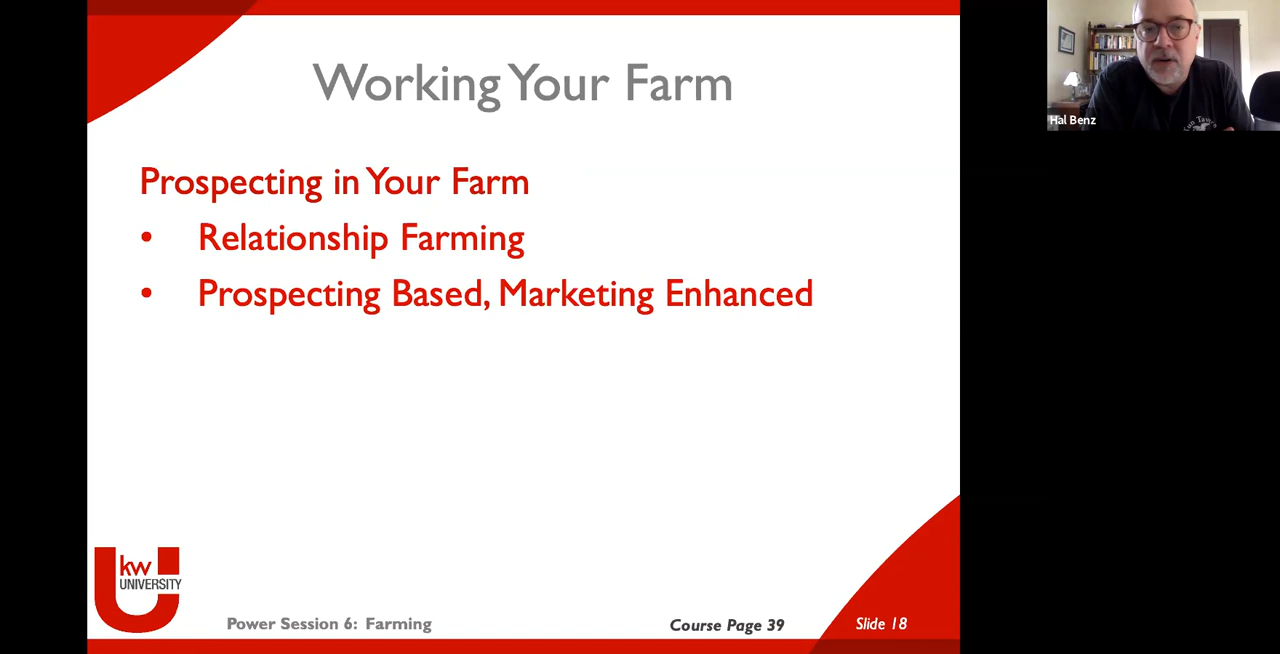 Working Your Farm
Prospecting in Your Farm
• Relationship Farming
• Prospecting Based, Marketing Enhanced
kw
UNIVERSITY
Power Session 6: Farming
Course Page 39
Slide 18
Hal Benz